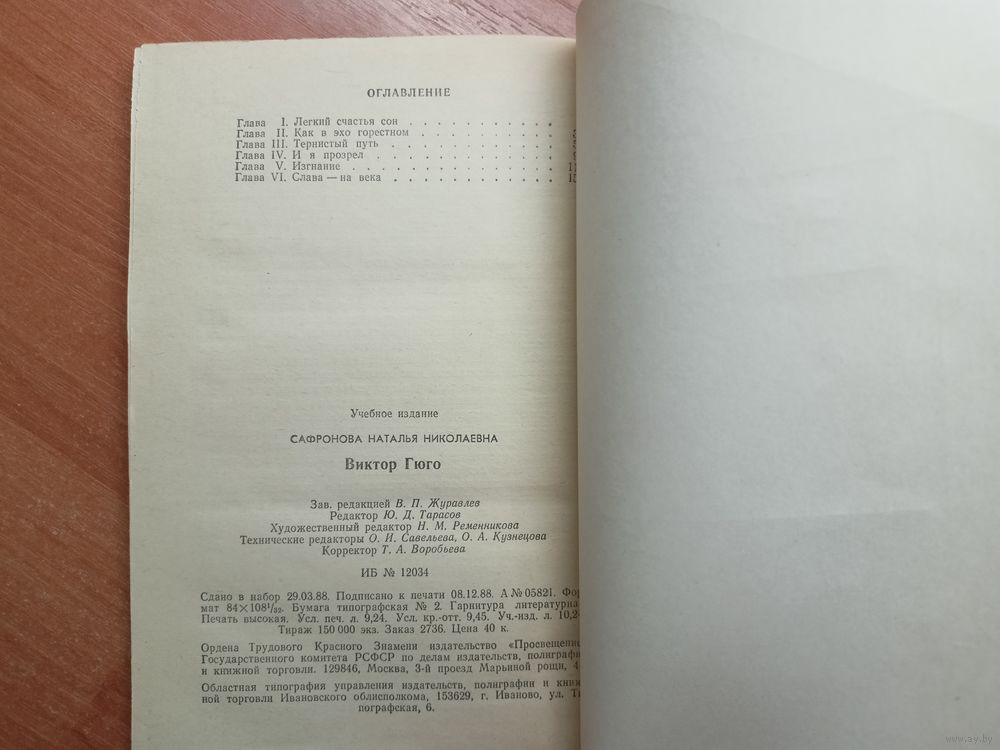 ОГЛАВЛЕНИЕ
Глава I. Легкий счастья сон
Глава II. Как в эхо горестном
Глава III. Тернистый путь
Глава IV. И я прозрел
Глава V. Изгнание
Глава VI. Слава — на века
Учебное издание
САФРОНОВА НАТАЛЬЯ НИКОЛАЕВНА
Виктор Гюго
Зав. редакцией В. П. Журавлев
Редактор Ю. Д. Тарасов
Художественный редактор Н. М. Ременникова
Технические редакторы О. И. Савельева, О. А. Кузнецова
Корректор Т. А. Воробьева
ИБ № 12034
Сдано в набор 29.03.88. Подписано к печати 08.12.88. А № 05821. Фор
мат 84×108¹/₃₂. Бумага типографская № 2. Гарнитура литературна
Печать высокая. Усл. печ. л. 9,24. Усл. кр.-отт. 9,45. Уч.-изд. л. 10,2
Тираж 150 000 экз. Заказ 2736. Цена 40 к.
Ордена Трудового Красного Знамени издательство «Просвещение
Государственного комитета РСФСР по делам издательств, полиграфи
и книжной торговли. 129846, Москва, 3-й проезд Марьиной рощи, 4
Областная типография управления издательств, полиграфии и книж
ной торговли Ивановского облисполкома, 153629, г. Иваново, ул. Ти
пографская, 6.
www.ay.by